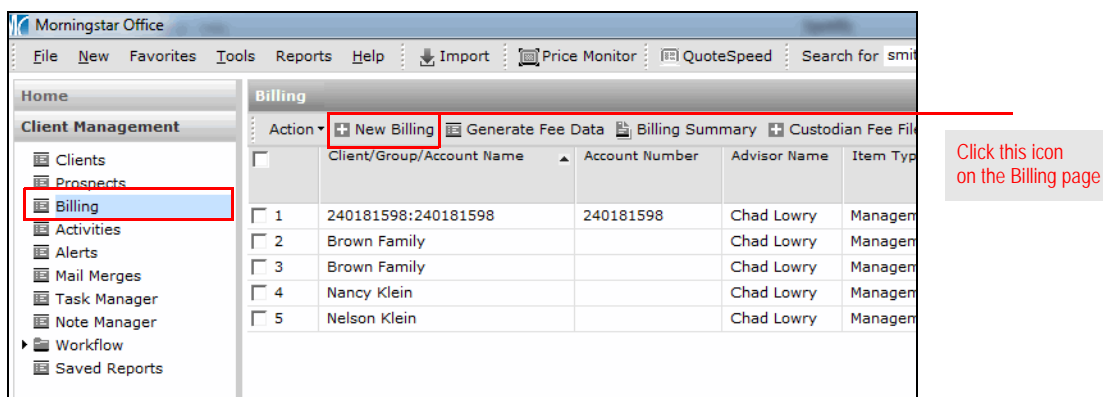 Morningstar Office
File New Favorites Tools Reports Help Import Price Monitor QuoteSpeed Search for smit
Home
Billing
Client Management
Action New Billing Generate Fee Data Billing Summary Custodian Fee File
Client/Group/Account Name Account Number Advisor Name Item Typ
Clients
Prospects
Billing
Activities
Alerts
Mail Merges
Task Manager
Note Manager
Workflow
Saved Reports
1 240181598:240181598 240181598 Chad Lowry Managem
2 Brown Family Chad Lowry Managem
3 Brown Family Chad Lowry Managem
4 Nancy Klein Chad Lowry Managem
5 Nelson Klein Chad Lowry Managem
Click this icon
on the Billing page